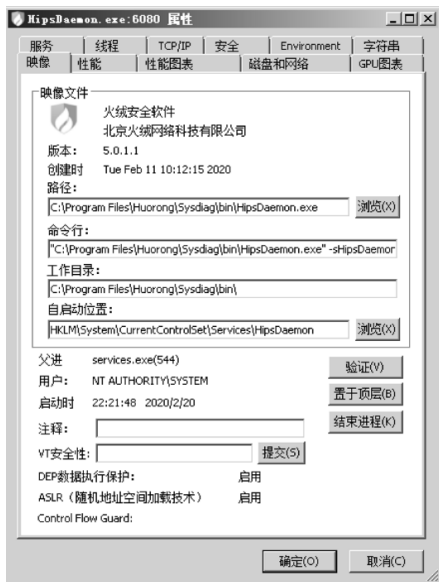 HipsDaemon.exe:6080 属性
服务 线程 TCP/IP 安全 Environment 字符串
映像 性能 性能图表 磁盘和网络 GPU图表
映像文件
火绒安全软件
北京火绒网络科技有限公司
版本: 5.0.1.1
创建时 Tue Feb 11 10:12:15 2020
路径:
C:\Program Files\Huorong\Sysdiag\bin\HipsDaemon.exe 浏览(X)
命令行:
"C:\Program Files\Huorong\Sysdiag\bin\HipsDaemon.exe" -sHipsDaemon
工作目录:
C:\Program Files\Huorong\Sysdiag\bin\
自启动位置:
HKLM\System\CurrentControlSet\Services\HipsDaemon 浏览(X)
父进 services.exe(544) 验证(V)
用户: NT AUTHORITY\SYSTEM 置于顶层(B)
启动时 22:21:48 2020/2/20 结束进程(K)
注释:
VT安全性: 提交(S)
DEP数据执行保护: 启用
ASLR（随机地址空间加载技术） 启用
Control Flow Guard:
确定(O) 取消(C)